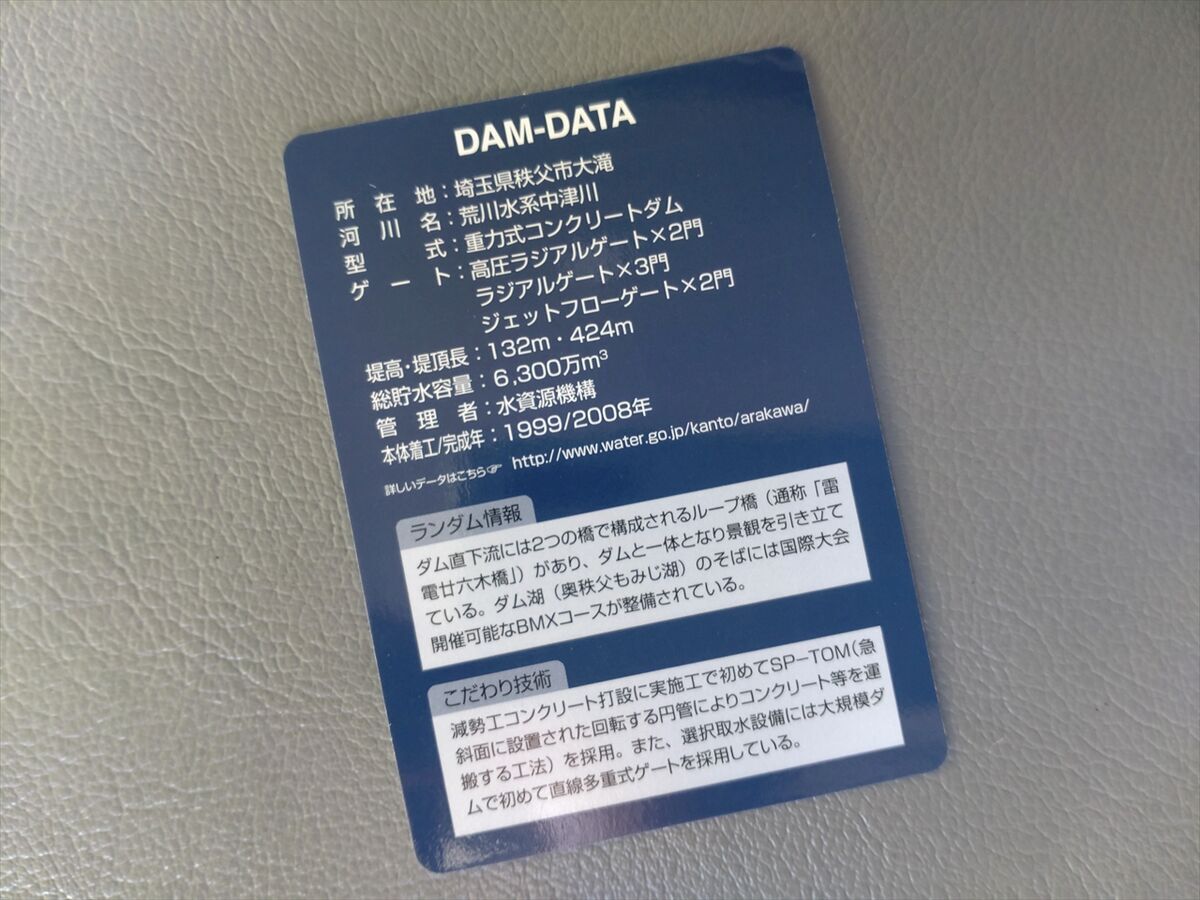 DAM-DATA
所在地：埼玉県秩父市大滝
河川名：荒川水系中津川
型式：重力式コンクリートダム
ゲート：高圧ラジアルゲート×2門
ラジアルゲート×3門
ジェットフローゲート×2門
堤高・堤頂長：132m・424m
総貯水容量：6,300万m³
管理者：水資源機構
本体着工/完成年：1999/2008年
詳しいデータはこちら☞ http://www.water.go.jp/kanto/arakawa/
ランダム情報
ダム直下流には2つの橋で構成されるループ橋（通称「雷
電廿六木橋」）があり、ダムと一体となり景観を引き立て
ている。ダム湖（奥秩父もみじ湖）のそばには国際大会
開催可能なBMXコースが整備されている。
こだわり技術
減勢工コンクリート打設に実施工で初めてSP-TOM（急
斜面に設置された回転する円管によりコンクリート等を運
搬する工法）を採用。また、選択取水設備には大規模ダ
ムで初めて直線多重式ゲートを採用している。